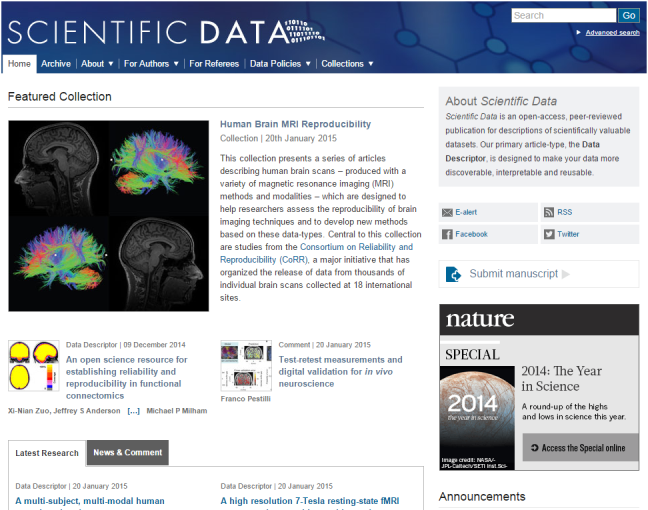 SCIENTIFIC DATA
110110
Search
Go
Advanced search
Home
Archive
About
For Authors
For Referees
Data Policies
Collections
Featured Collection
Human Brain MRI Reproducibility
Collection | 20th January 2015
This collection presents a series of articles
describing human brain scans – produced with a
variety of magnetic resonance imaging (MRI)
methods and modalities – which are designed to
help researchers assess the reproducibility of brain
imaging techniques and to develop new methods
based on these data-types. Central to this collection
are studies from the Consortium on Reliability and
Reproducibility (CoRR), a major initiative that has
organized the release of data from thousands of
individual brain scans collected at 18 international
sites.
Data Descriptor | 09 December 2014
An open science resource for
establishing reliability and
reproducibility in functional
connectomics
Xi-Nian Zuo, Jeffrey S Anderson [...] Michael P Milham
Comment | 20 January 2015
Test-retest measurements and
digital validation for in vivo
neuroscience
Franco Pestilli
Latest Research
News & Comment
Data Descriptor | 20 January 2015
A multi-subject, multi-modal human
Data Descriptor | 20 January 2015
A high resolution 7-Tesla resting-state fMRI
About Scientific Data
Scientific Data is an open-access, peer-reviewed
publication for descriptions of scientifically valuable
datasets. Our primary article-type, the Data
Descriptor, is designed to make your data more
discoverable, interpretable and reusable.
E-alert
RSS
Facebook
Twitter
Submit manuscript
nature
SPECIAL
2014
the year in science
Image credit: NASA/-
JPL-Caltech/SETI Inst.Sci-
2014: The Year
in Science
A round-up of the highs
and lows in science this year.
Access the Special online
Announcements